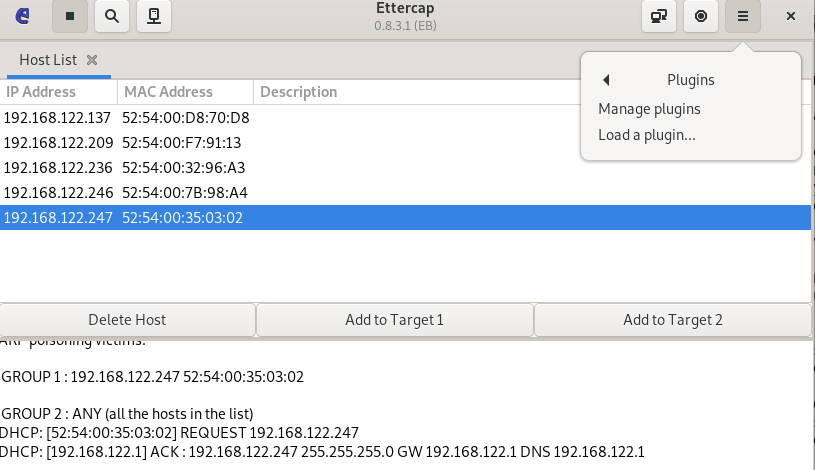 Ettercap
0.8.3.1 (EB)
Host List
Plugins
Manage plugins
Load a plugin...
IP Address MAC Address Description
192.168.122.137 52:54:00:D8:70:D8
192.168.122.209 52:54:00:F7:91:13
192.168.122.236 52:54:00:32:96:A3
192.168.122.246 52:54:00:7B:98:A4
192.168.122.247 52:54:00:35:03:02
Delete Host Add to Target 1 Add to Target 2
ARP poisoning victims:
GROUP 1 : 192.168.122.247 52:54:00:35:03:02
GROUP 2 : ANY (all the hosts in the list)
DHCP: [52:54:00:35:03:02] REQUEST 192.168.122.247
DHCP: [192.168.122.1] ACK : 192.168.122.247 255.255.255.0 GW 192.168.122.1 DNS 192.168.122.1